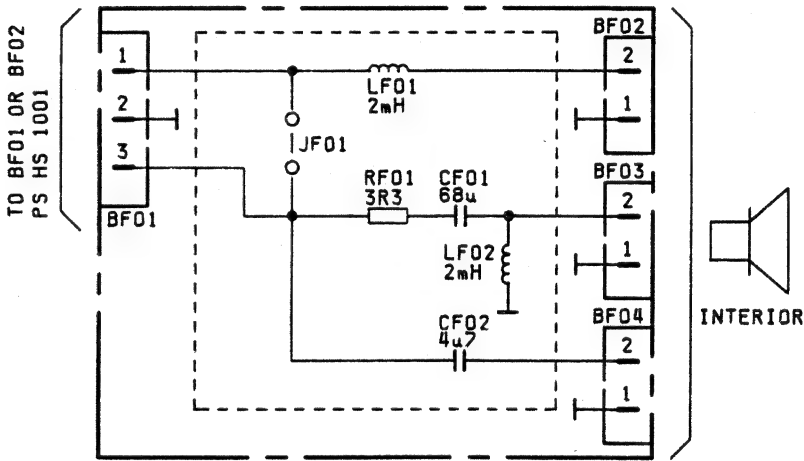 TO BF01 OR BF02
PS HS 1001
1
2
3
BF01
LF01
2mH
JF01
RF01
3R3
CF01
68u
LF02
2mH
CF02
4u7
BF02
2
1
BF03
2
1
BF04
2
1
INTERIOR